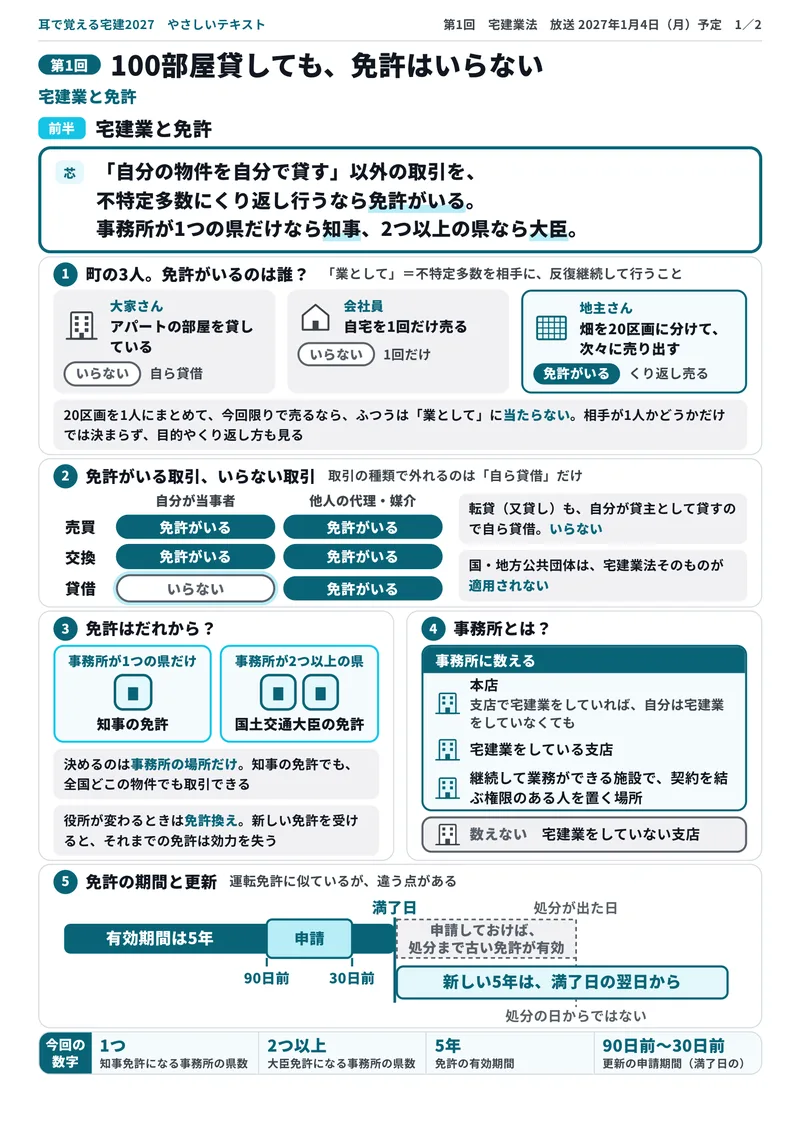 耳で覚える宅建2027　やさしいテキスト
第1回　宅建業法　放送 2027年1月4日（月）予定　1／2
第1回　100部屋貸しても、免許はいらない
宅建業と免許
前半　宅建業と免許
芯
「自分の物件を自分で貸す」以外の取引を、
不特定多数にくり返し行うなら免許がいる。
事務所が1つの県だけなら知事、2つ以上の県なら大臣。
1　町の3人。免許がいるのは誰？　「業として」＝不特定多数を相手に、反復継続して行うこと
大家さん
アパートの部屋を貸し
ている
いらない　自ら貸借
会社員
自宅を1回だけ売る
いらない　1回だけ
地主さん
畑を20区画に分けて、
次々に売り出す
免許がいる　くり返し売る
20区画を1人にまとめて、今回限りで売るなら、ふつうは「業として」に当たらない。相手が1人かどうかだけ
では決まらず、目的やくり返し方も見る
2　免許がいる取引、いらない取引　取引の種類で外れるのは「自ら貸借」だけ
自分が当事者　他人の代理・媒介
売買　免許がいる　免許がいる
交換　免許がいる　免許がいる
貸借　いらない　免許がいる
転貸（又貸し）も、自分が貸主として貸すの
で自ら貸借。いらない
国・地方公共団体は、宅建業法そのものが
適用されない
3　免許はだれから？
事務所が1つの県だけ
知事の免許
事務所が2つ以上の県
国土交通大臣の免許
決めるのは事務所の場所だけ。知事の免許でも、
全国どこの物件でも取引できる
役所が変わるときは免許換え。新しい免許を受け
ると、それまでの免許は効力を失う
4　事務所とは？
事務所に数える
本店
支店で宅建業をしていれば、自分は宅建業
をしていなくても
宅建業をしている支店
継続して業務ができる施設で、契約を結
ぶ権限のある人を置く場所
数えない　宅建業をしていない支店
5　免許の期間と更新　運転免許に似ているが、違う点がある
満了日　処分が出た日
有効期間は5年　申請
申請しておけば、
処分まで古い免許が有効
90日前　30日前
新しい5年は、満了日の翌日から
処分の日からではない
今回の
数字
1つ
知事免許になる事務所の県数
2つ以上
大臣免許になる事務所の県数
5年
免許の有効期間
90日前〜30日前
更新の申請期間（満了日の）